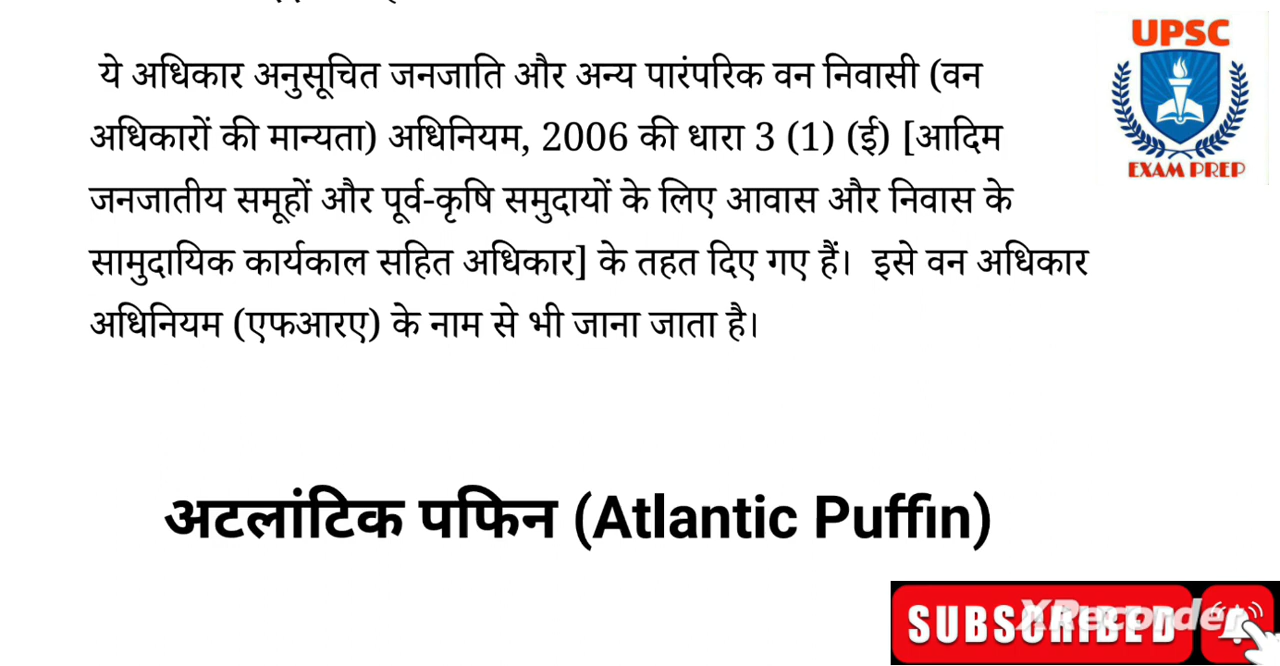 ये अधिकार अनुसूचित जनजाति और अन्य पारंपरिक वन निवासी (वन
अधिकारों की मान्यता) अधिनियम, 2006 की धारा 3 (1) (ई) [आदिम
जनजातीय समूहों और पूर्व-कृषि समुदायों के लिए आवास और निवास के
सामुदायिक कार्यकाल सहित अधिकार] के तहत दिए गए हैं। इसे वन अधिकार
अधिनियम (एफआरए) के नाम से भी जाना जाता है।
UPSC
EXAM PREP
अटलांटिक पफिन (Atlantic Puffin)
SUBSCRIBED
XRecorder